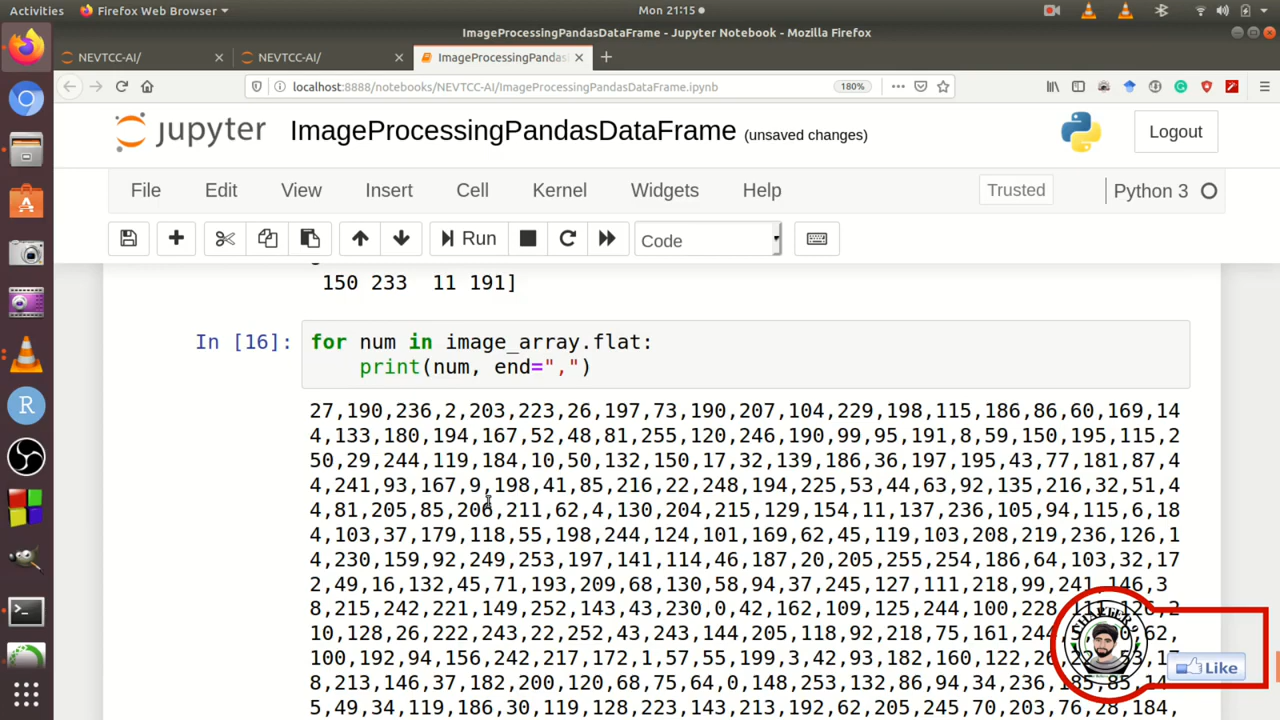 Activities Firefox Web Browser Mon 21:15
ImageProcessingPandasDataFrame - Jupyter Notebook - Mozilla Firefox
NEVTCC-AI/ NEVTCC-AI/ ImageProcessingPandas
localhost:8888/notebooks/NEVTCC-AI/ImageProcessingPandasDataFrame.ipynb 180%
jupyter ImageProcessingPandasDataFrame (unsaved changes) Logout
File Edit View Insert Cell Kernel Widgets Help Trusted Python 3
Run Code
150 233 11 191]
In [16]: for num in image_array.flat:
print(num, end=",")
27,190,236,2,203,223,26,197,73,190,207,104,229,198,115,186,86,60,169,14
4,133,180,194,167,52,48,81,255,120,246,190,99,95,191,8,59,150,195,115,2
50,29,244,119,184,10,50,132,150,17,32,139,186,36,197,195,43,77,181,87,4
4,241,93,167,9,198,41,85,216,22,248,194,225,53,44,63,92,135,216,32,51,4
4,81,205,85,206,211,62,4,130,204,215,129,154,11,137,236,105,94,115,6,18
4,103,37,179,118,55,198,244,124,101,169,62,45,119,103,208,219,236,126,1
4,230,159,92,249,253,197,141,114,46,187,20,205,255,254,186,64,103,32,17
2,49,16,132,45,71,193,209,68,130,58,94,37,245,127,111,218,99,241,146,3
8,215,242,221,149,252,143,43,230,0,42,162,109,125,244,100,228
10,128,26,222,243,22,252,43,243,144,205,118,92,218,75,161,244 62,
100,192,94,156,242,217,172,1,57,55,199,3,42,93,182,160,122
8,213,146,37,192,220,120,68,75,64,0,148,255,132,86,94,34,236
5,49,34,119,186,30,119,128,223,143,213,192,62,205,245,70,203,76,28,184,
Like